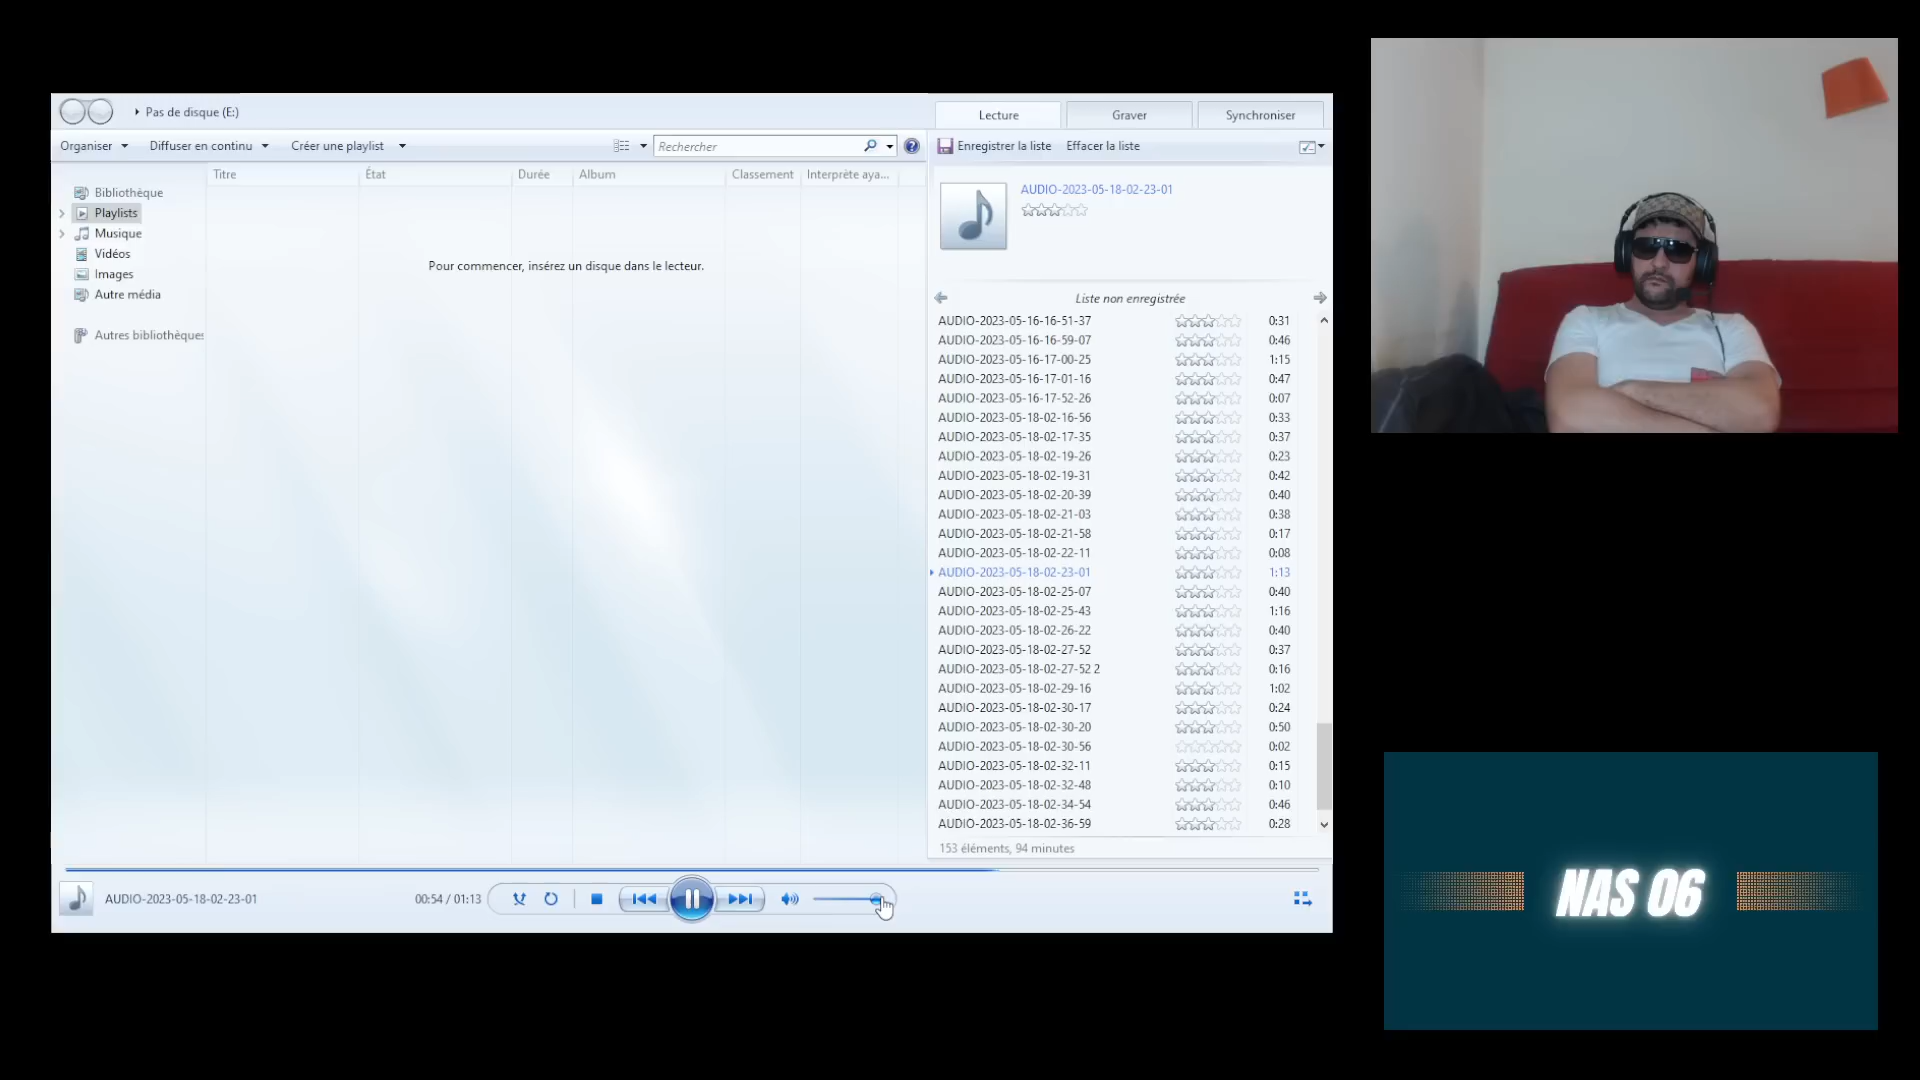 Pas de disque (E:)
Organiser
Diffuser en continu
Créer une playlist
Rechercher
Titre
État
Durée
Album
Classement
Interprète aya...
Bibliothèque
Playlists
Musique
Vidéos
Images
Autre média
Autres bibliothèques
Pour commencer, insérez un disque dans le lecteur.
Lecture
Graver
Synchroniser
Enregistrer la liste
Effacer la liste
AUDIO-2023-05-18-02-23-01
Liste non enregistrée
AUDIO-2023-05-16-16-51-37 0:31
AUDIO-2023-05-16-16-59-07 0:46
AUDIO-2023-05-16-17-00-25 1:15
AUDIO-2023-05-16-17-01-16 0:47
AUDIO-2023-05-16-17-52-26 0:07
AUDIO-2023-05-18-02-16-56 0:33
AUDIO-2023-05-18-02-17-35 0:37
AUDIO-2023-05-18-02-19-26 0:23
AUDIO-2023-05-18-02-19-31 0:42
AUDIO-2023-05-18-02-20-39 0:40
AUDIO-2023-05-18-02-21-03 0:38
AUDIO-2023-05-18-02-21-58 0:17
AUDIO-2023-05-18-02-22-11 0:08
AUDIO-2023-05-18-02-23-01 1:13
AUDIO-2023-05-18-02-25-07 0:40
AUDIO-2023-05-18-02-25-43 1:16
AUDIO-2023-05-18-02-26-22 0:40
AUDIO-2023-05-18-02-27-52 0:37
AUDIO-2023-05-18-02-27-52 2 0:16
AUDIO-2023-05-18-02-29-16 1:02
AUDIO-2023-05-18-02-30-17 0:24
AUDIO-2023-05-18-02-30-20 0:50
AUDIO-2023-05-18-02-30-56 0:02
AUDIO-2023-05-18-02-32-11 0:15
AUDIO-2023-05-18-02-32-48 0:10
AUDIO-2023-05-18-02-34-54 0:46
AUDIO-2023-05-18-02-36-59 0:28
153 éléments, 94 minutes
AUDIO-2023-05-18-02-23-01
00:54 / 01:13
NAS 06